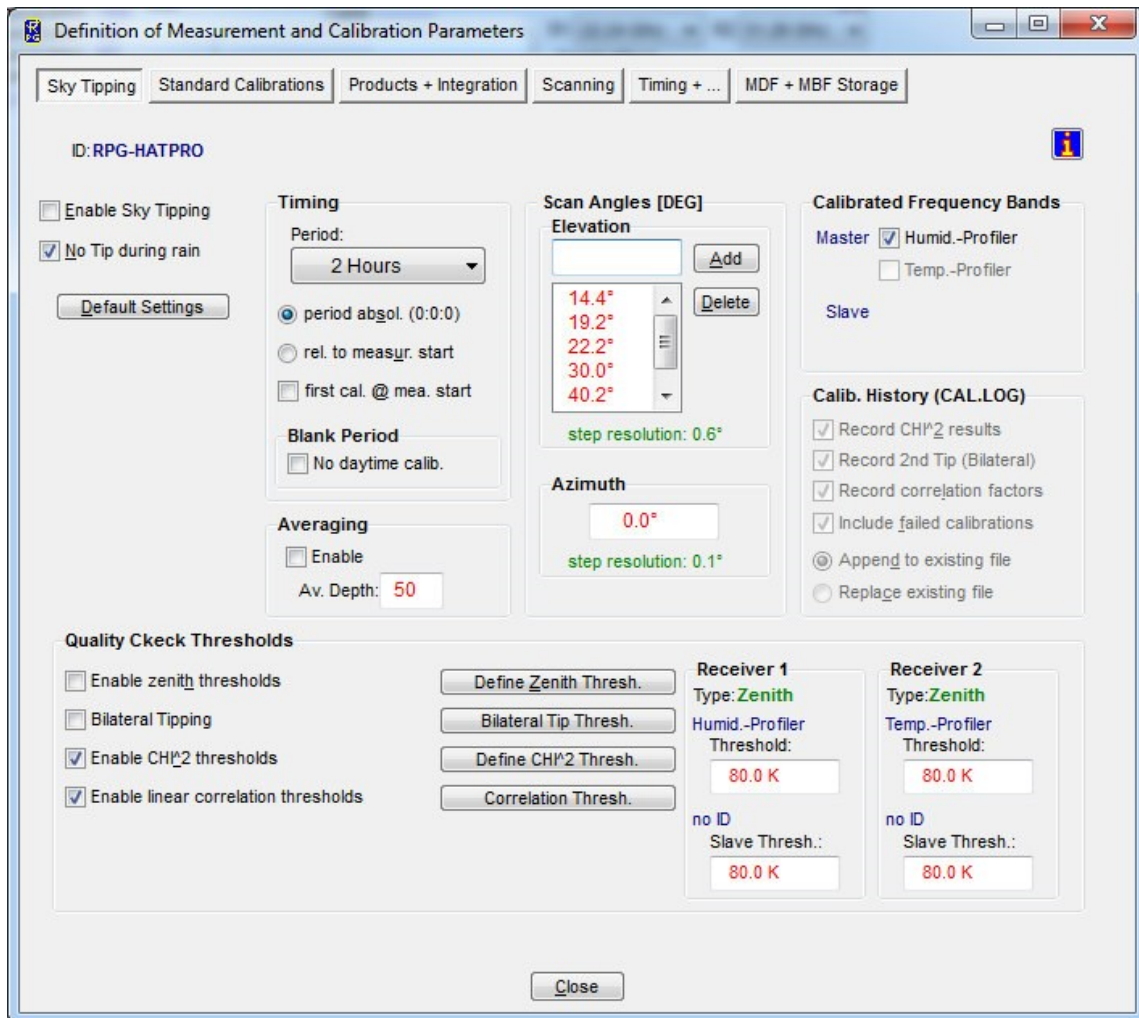 Definition of Measurement and Calibration Parameters
Sky Tipping
Standard Calibrations
Products + Integration
Scanning
Timing + ...
MDF + MBF Storage
ID: RPG-HATPRO
Enable Sky Tipping
No Tip during rain
Default Settings
Timing
Period:
2 Hours
period absol. (0:0:0)
rel. to measur. start
first cal. @ mea. start
Blank Period
No daytime calib.
Averaging
Enable
Av. Depth: 50
Scan Angles [DEG]
Elevation
Add
14.4°
19.2°
22.2°
30.0°
40.2°
Delete
step resolution: 0.6°
Azimuth
0.0°
step resolution: 0.1°
Calibrated Frequency Bands
Master Humid.-Profiler
Temp.-Profiler
Slave
Calib. History (CAL.LOG)
Record CHI^2 results
Record 2nd Tip (Bilateral)
Record correlation factors
Include failed calibrations
Append to existing file
Replace existing file
Quality Ckeck Thresholds
Enable zenith thresholds
Define Zenith Thresh.
Bilateral Tipping
Bilateral Tip Thresh.
Enable CHI^2 thresholds
Define CHI^2 Thresh.
Enable linear correlation thresholds
Correlation Thresh.
Receiver 1
Type: Zenith
Humid.-Profiler
Threshold:
80.0 K
no ID
Slave Thresh.:
80.0 K
Receiver 2
Type: Zenith
Temp.-Profiler
Threshold:
80.0 K
no ID
Slave Thresh.:
80.0 K
Close